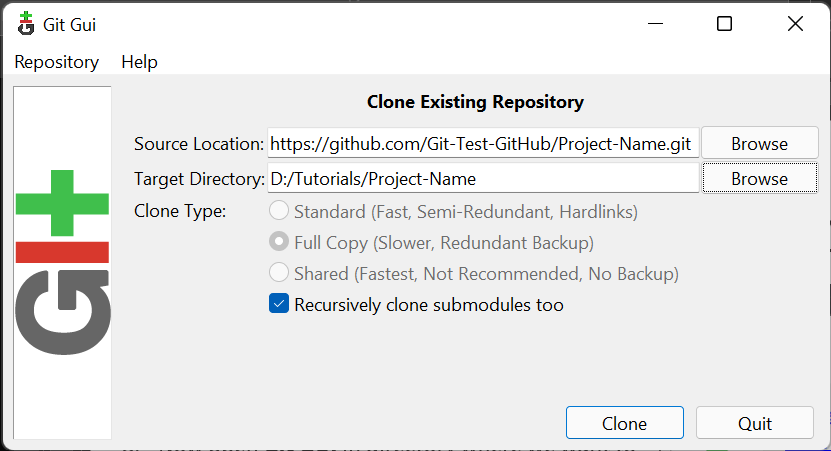 Git Gui
Repository Help
Clone Existing Repository
Source Location: https://github.com/Git-Test-GitHub/Project-Name.git Browse
Target Directory: D:/Tutorials/Project-Name Browse
Clone Type: Standard (Fast, Semi-Redundant, Hardlinks)
Full Copy (Slower, Redundant Backup)
Shared (Fastest, Not Recommended, No Backup)
Recursively clone submodules too
Git
Clone Quit